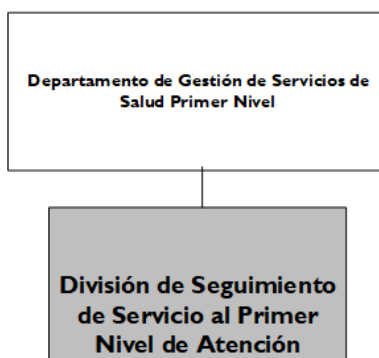 Departamento de Gestión de Servicios de
Salud Primer Nivel
División de Seguimiento
de Servicio al Primer
Nivel de Atención